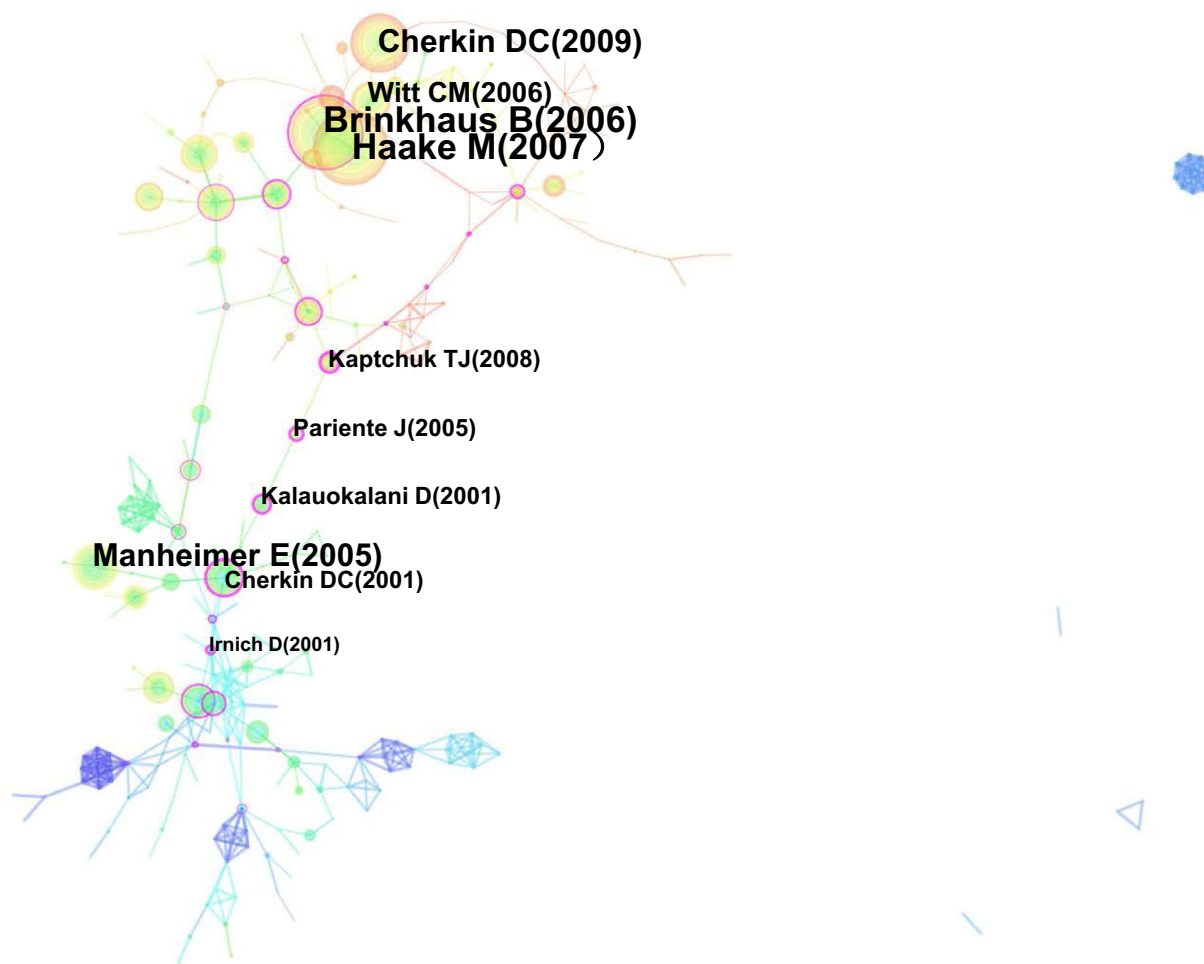 Cherkin DC(2009)
Witt CM(2006)
Brinkhaus B(2006)
Haake M(2007）
Kaptchuk TJ(2008)
Pariente J(2005)
Kalauokalani D(2001)
Manheimer E(2005)
Cherkin DC(2001)
Irnich D(2001)